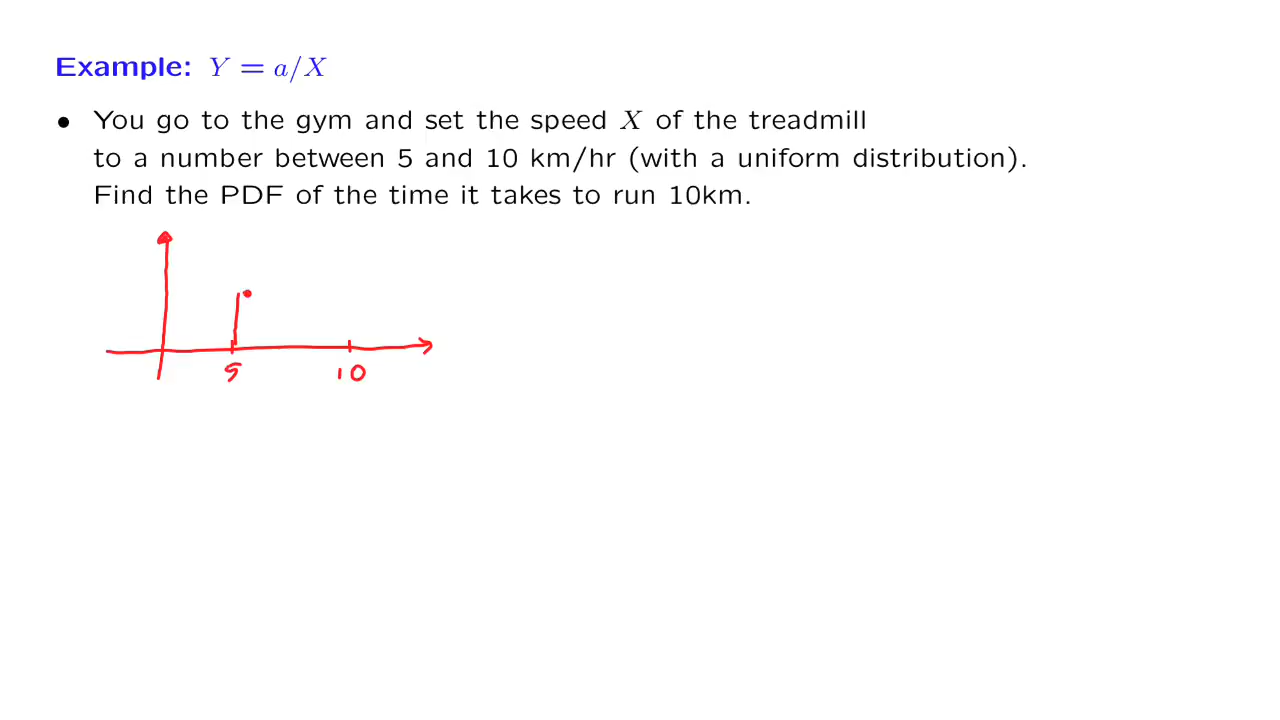 Example: Y = a/X
• You go to the gym and set the speed X of the treadmill
to a number between 5 and 10 km/hr (with a uniform distribution).
Find the PDF of the time it takes to run 10km.
5 10